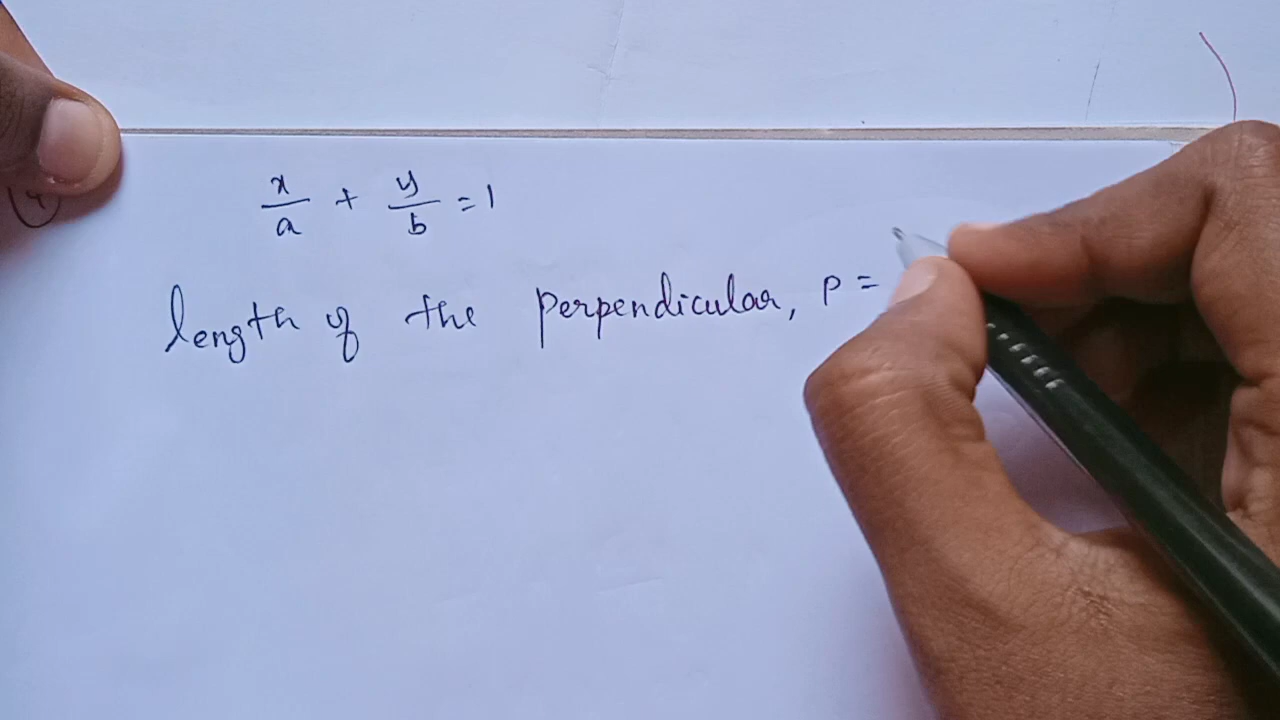 x/a + y/b = 1
length of the perpendicular, P =